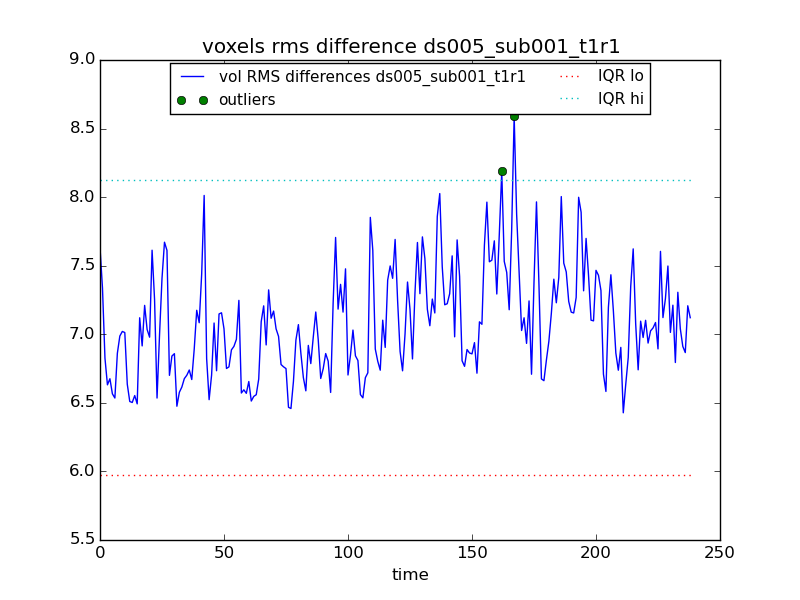 voxels rms difference ds005_sub001_t1r1
vol RMS differences ds005_sub001_t1r1
outliers
IQR lo
IQR hi
9.0
8.5
8.0
7.5
7.0
6.5
6.0
5.5
0 50 100 150 200 250
time